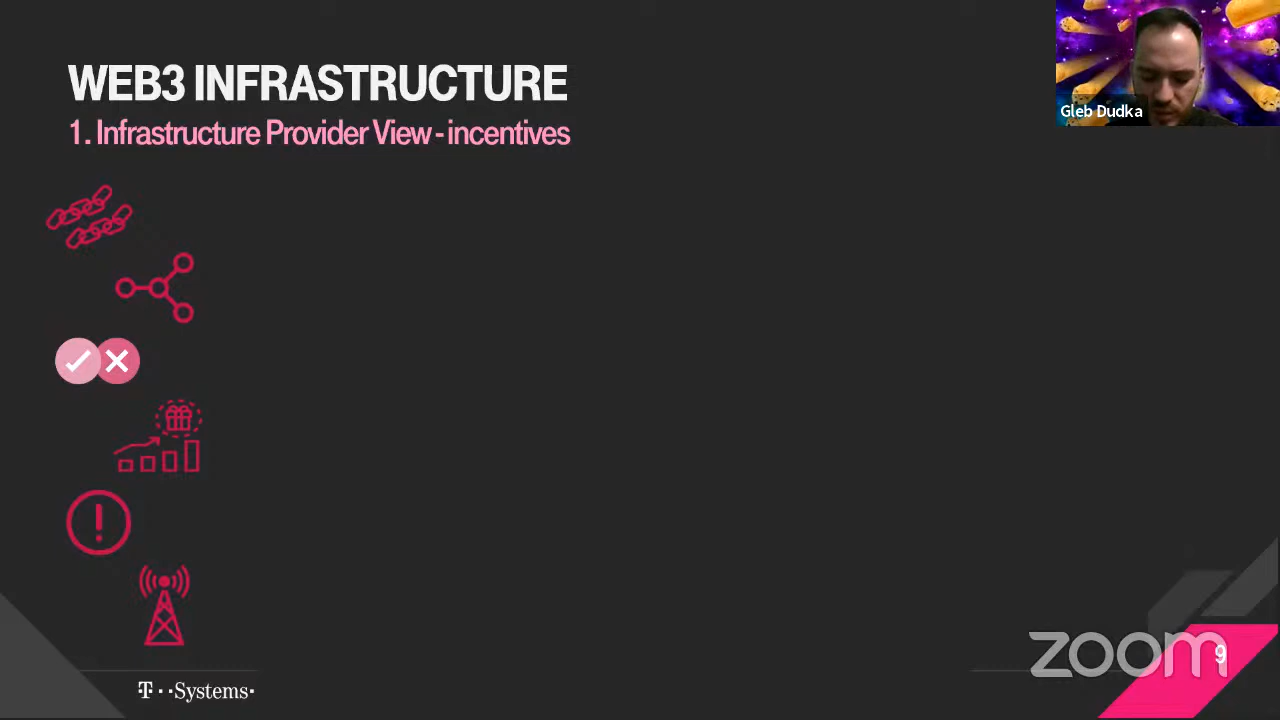 WEB3 INFRASTRUCTURE
1. Infrastructure Provider View - incentives
Gleb Dudka
T · · Systems ·
zoom
9